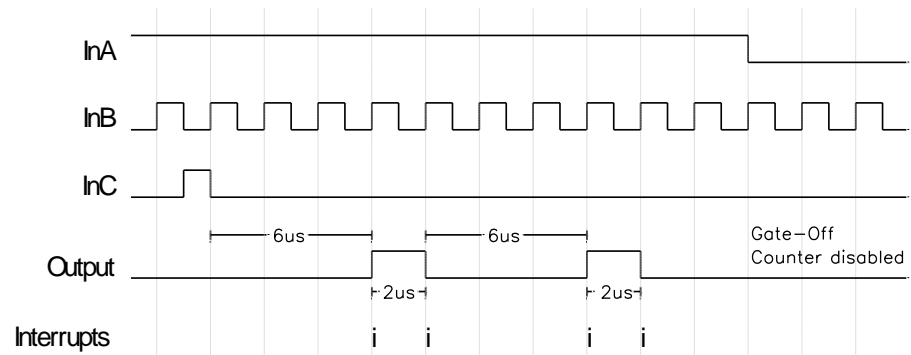 InA
InB
InC
6us 6us
Gate-Off
Counter disabled
Output
2us 2us
Interrupts i i i i